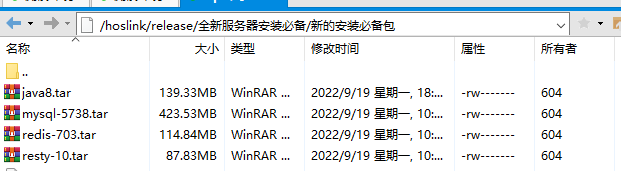 /hoslink/release/全新服务器安装必备/新的安装必备包
名称 大小 类型 修改时间 属性 所有者
..
java8.tar 139.33MB WinRAR ... 2022/9/19 星期一, 18:... -rw------- 604
mysql-5738.tar 423.53MB WinRAR ... 2022/9/19 星期一, 10:... -rw------- 604
redis-703.tar 114.84MB WinRAR ... 2022/9/19 星期一, 10:... -rw------- 604
resty-10.tar 87.83MB WinRAR ... 2022/9/19 星期一, 10:... -rw------- 604